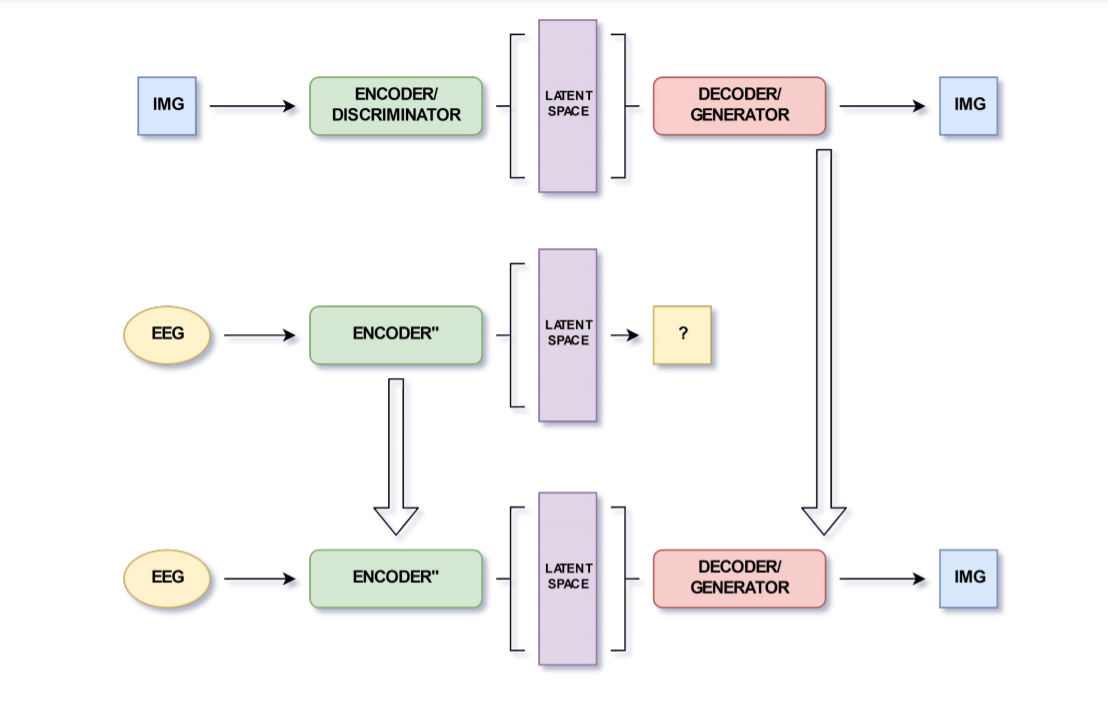 IMG
ENCODER/
DISCRIMINATOR
LATENT
SPACE
DECODER/
GENERATOR
IMG
EEG
ENCODER"
LATENT
SPACE
?
EEG
ENCODER"
LATENT
SPACE
DECODER/
GENERATOR
IMG